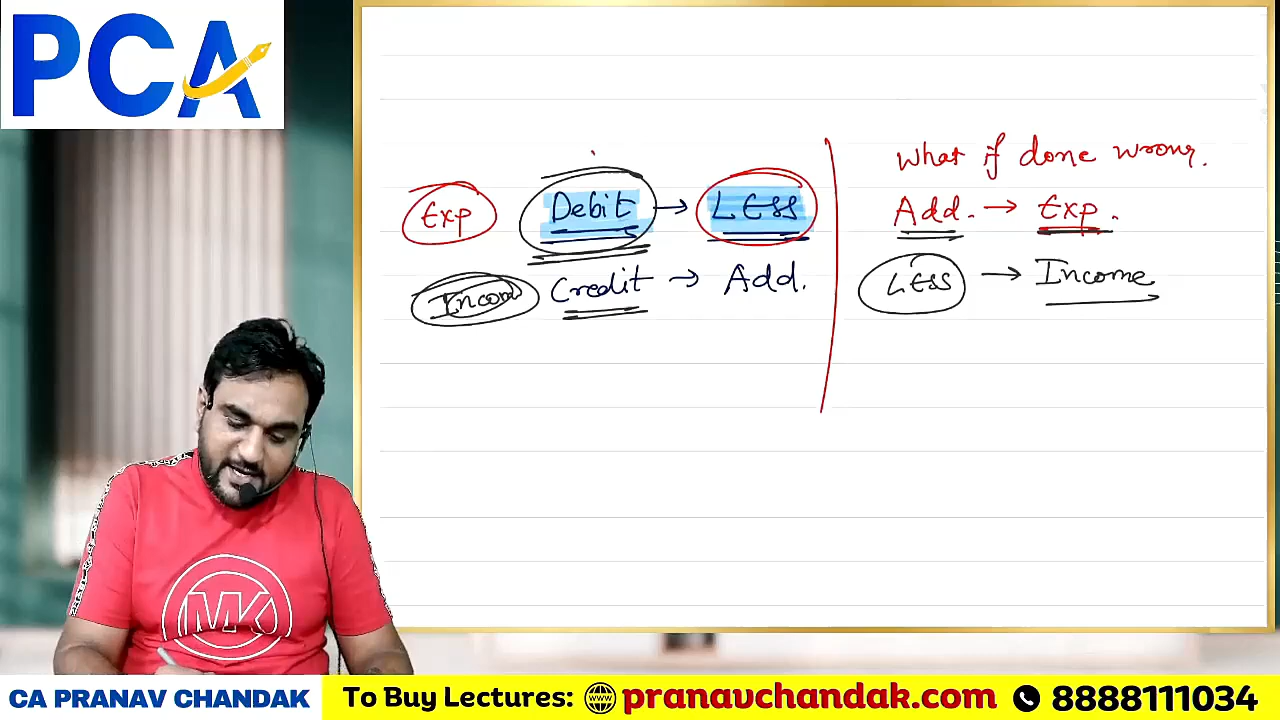 PCA
What if done wrong.
Exp Debit → LESS
Add. → Exp.
Income Credit → Add.
LESS → Income
MK
CA PRANAV CHANDAK
To Buy Lectures: pranavchandak.com 8888111034